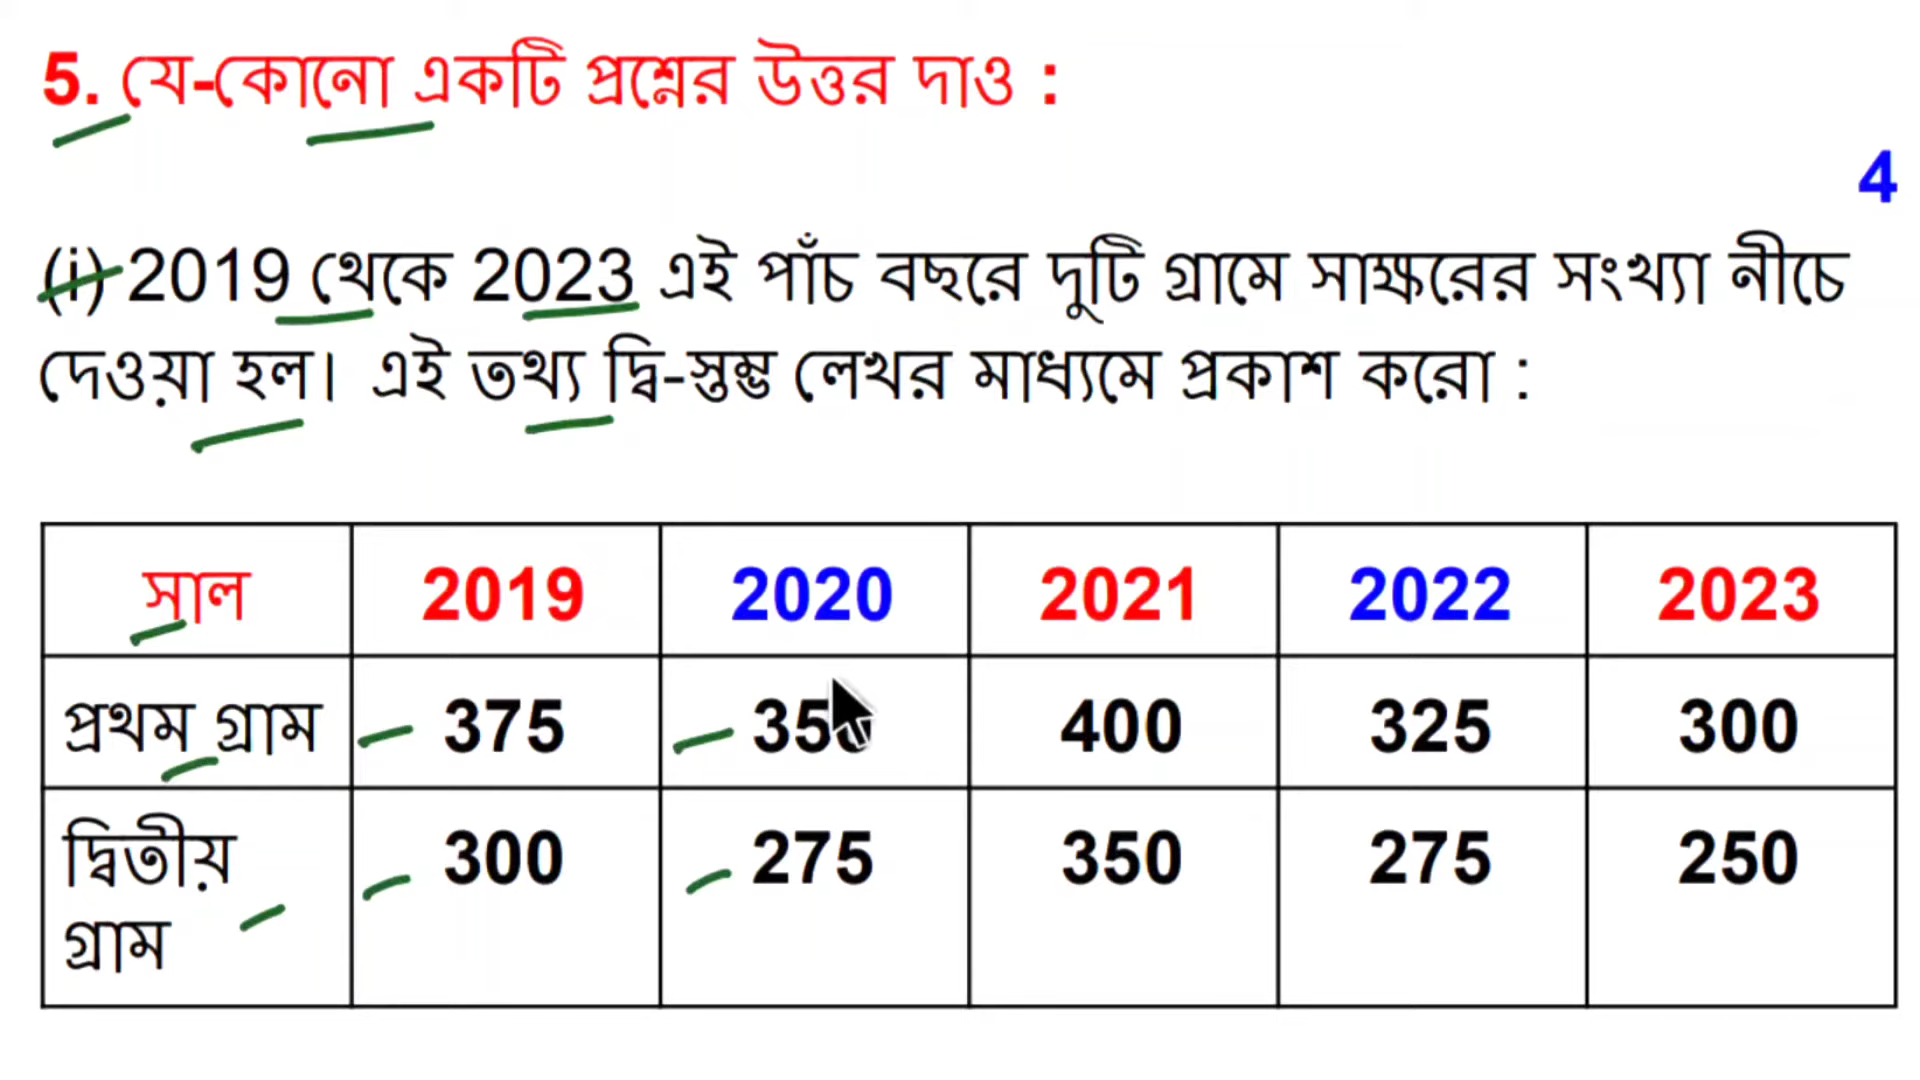 5. যে-কোনো একটি প্রশ্নের উত্তর দাও :
4
(i) 2019 থেকে 2023 এই পাঁচ বছরে দুটি গ্রামে সাক্ষরের সংখ্যা নীচে
দেওয়া হল। এই তথ্য দ্বি-স্তম্ভ লেখর মাধ্যমে প্রকাশ করো :
সাল 2019 2020 2021 2022 2023
প্রথম গ্রাম 375 350 400 325 300
দ্বিতীয় 300 275 350 275 250
গ্রাম